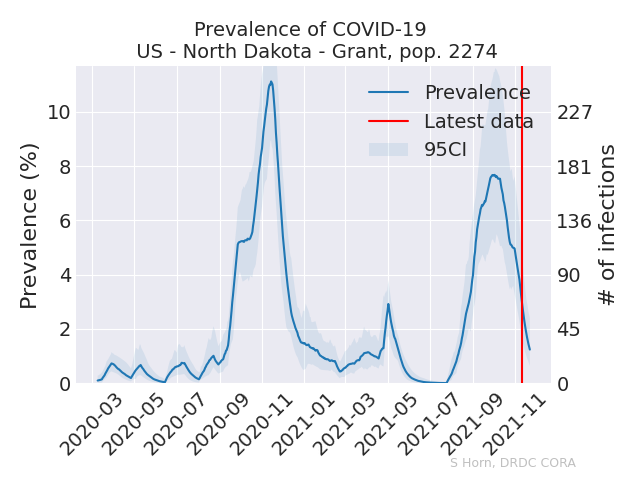 Prevalence of COVID-19
US - North Dakota - Grant, pop. 2274
Prevalence
Latest data
95CI
Prevalence (%)
10
8
6
4
2
0
# of infections
227
181
136
90
45
0
2020-03
2020-05
2020-07
2020-09
2020-11
2021-01
2021-03
2021-05
2021-07
2021-09
2021-11
S Horn, DRDC CORA